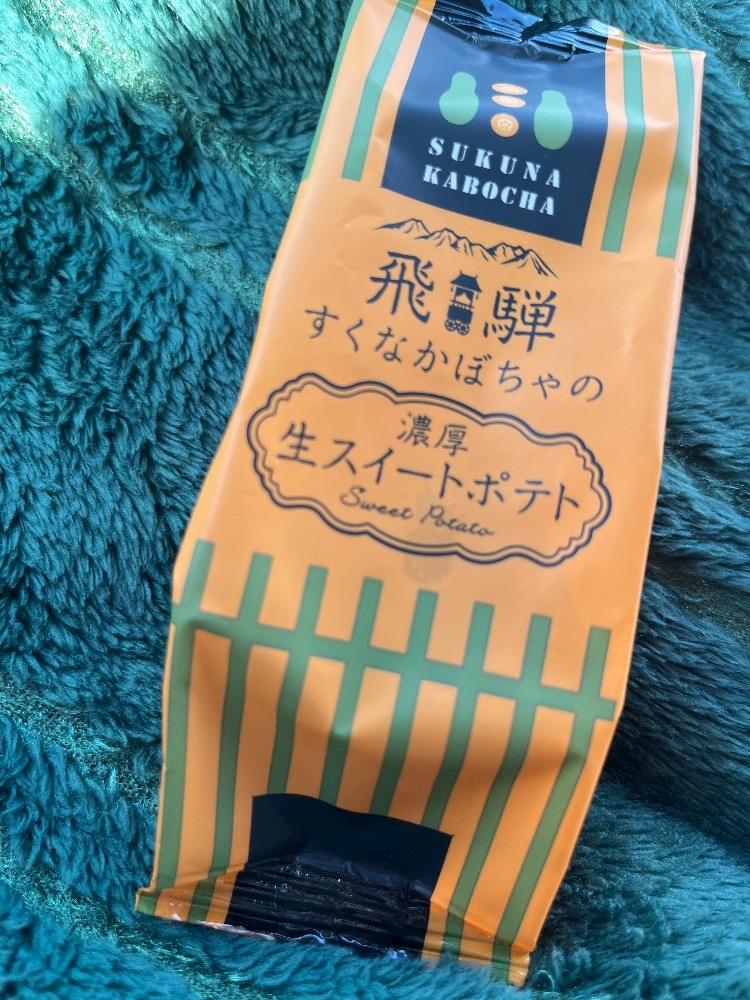 SUKUNA
KABOCHA
飛騨
すくなかぼちゃの
濃厚
生スイートポテト
Sweet Potato